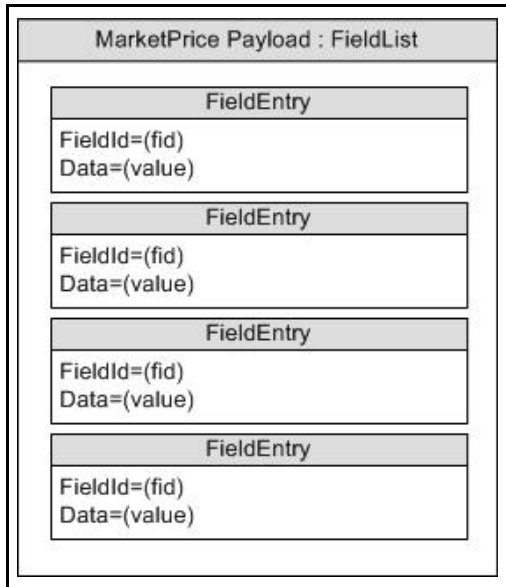 MarketPrice Payload : FieldList
FieldEntry
FieldId=(fid)
Data=(value)
FieldEntry
FieldId=(fid)
Data=(value)
FieldEntry
FieldId=(fid)
Data=(value)
FieldEntry
FieldId=(fid)
Data=(value)